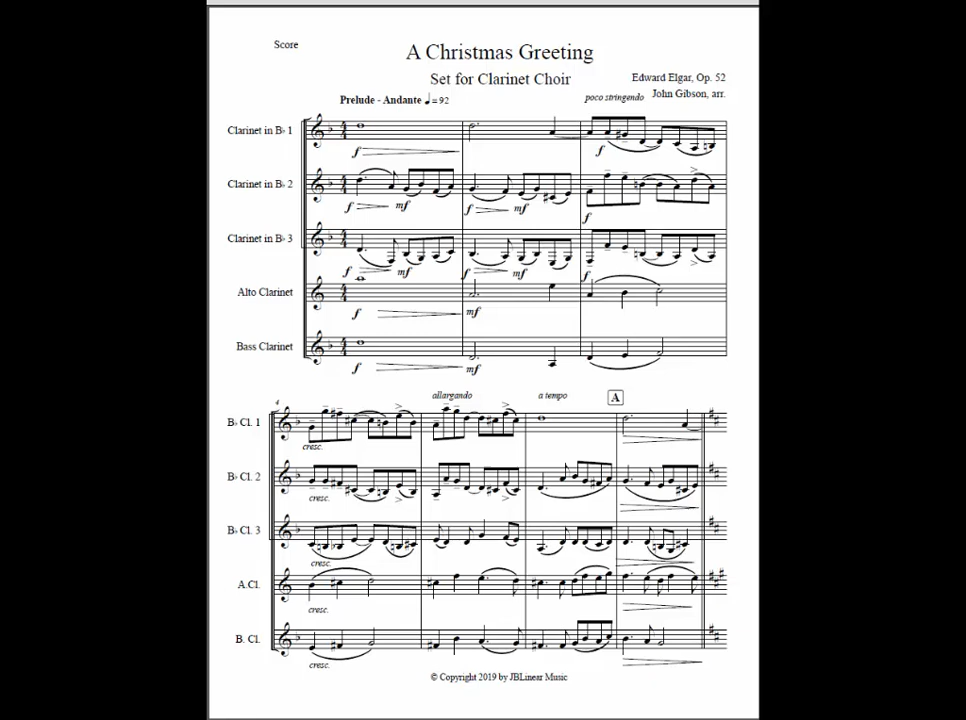 Score
A Christmas Greeting
Set for Clarinet Choir
Edward Elgar, Op. 52
John Gibson, arr.
Prelude - Andante ♩=92
poco stringendo
Clarinet in B♭ 1
f
f
Clarinet in B♭ 2
f mf f mf f
Clarinet in B♭ 3
f mf f mf f
Alto Clarinet
f mf
Bass Clarinet
f mf
4
allargando
a tempo
A
B♭ Cl. 1
cresc.
B♭ Cl. 2
cresc.
B♭ Cl. 3
cresc.
A.Cl.
cresc.
B. Cl.
cresc.
© Copyright 2019 by JBLinear Music